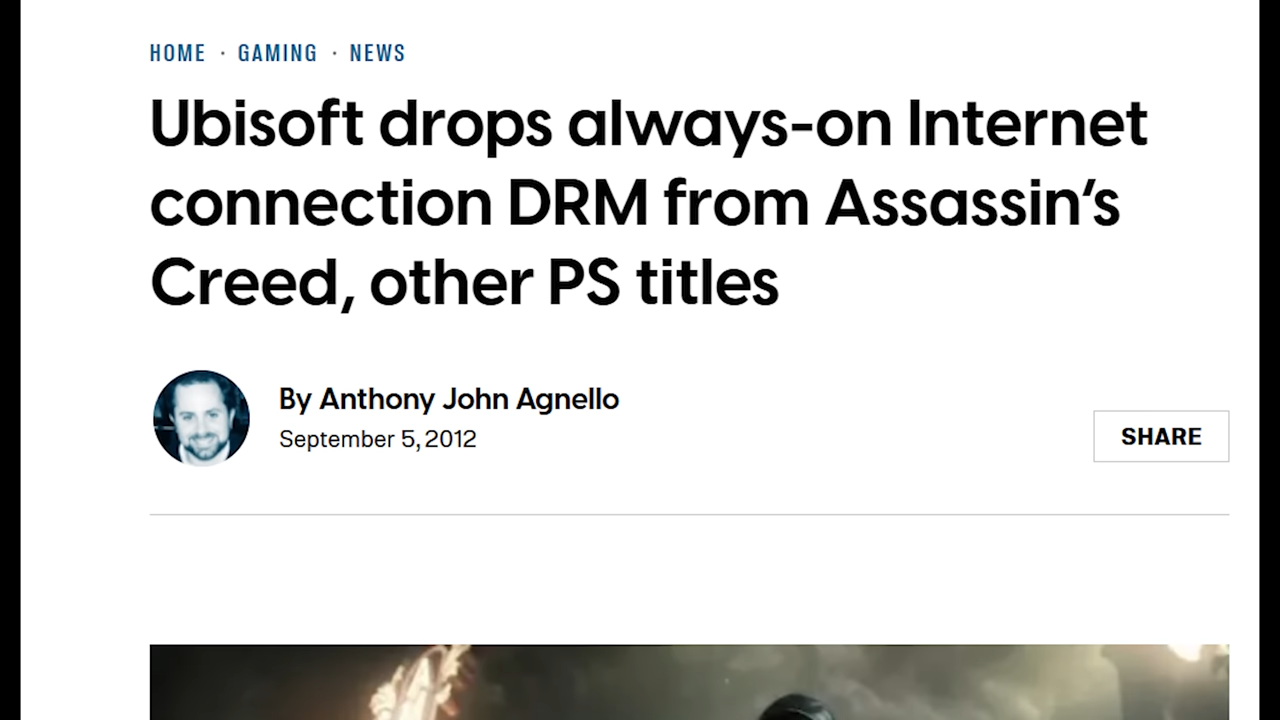 HOME · GAMING · NEWS
Ubisoft drops always-on Internet
connection DRM from Assassin’s
Creed, other PS titles
By Anthony John Agnello
September 5, 2012
SHARE